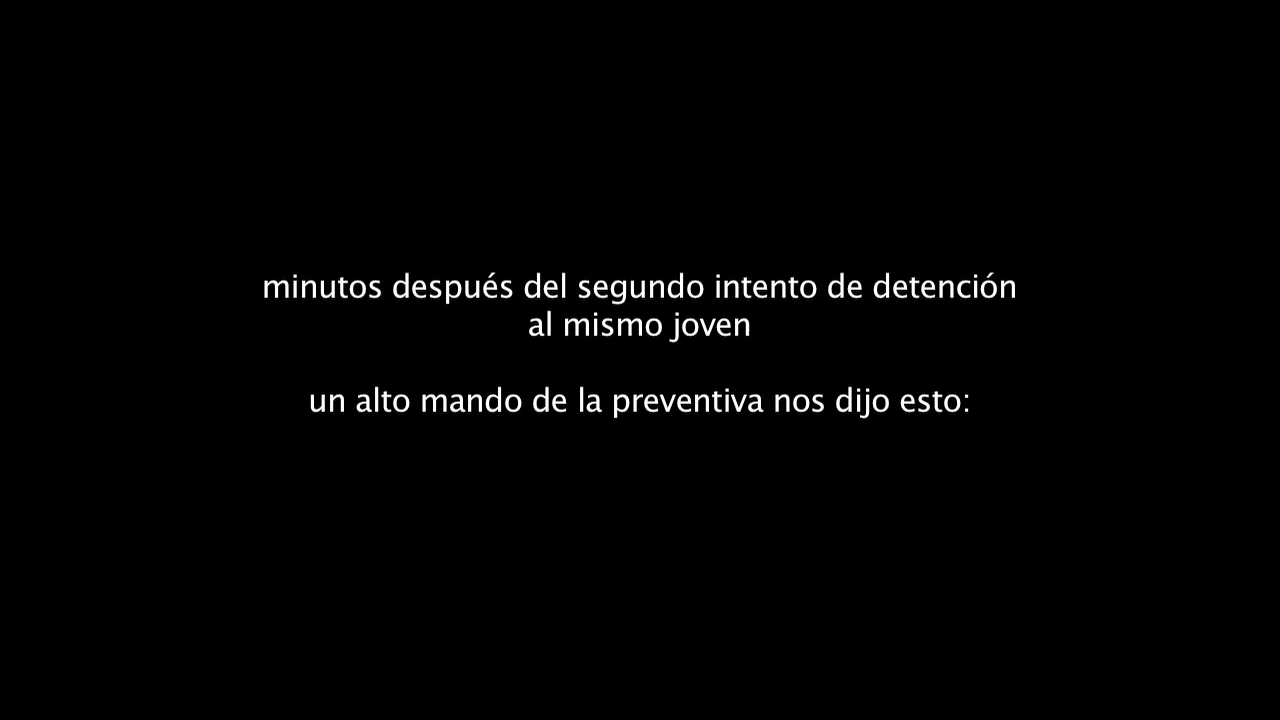 minutos después del segundo intento de detención
al mismo joven
un alto mando de la preventiva nos dijo esto: